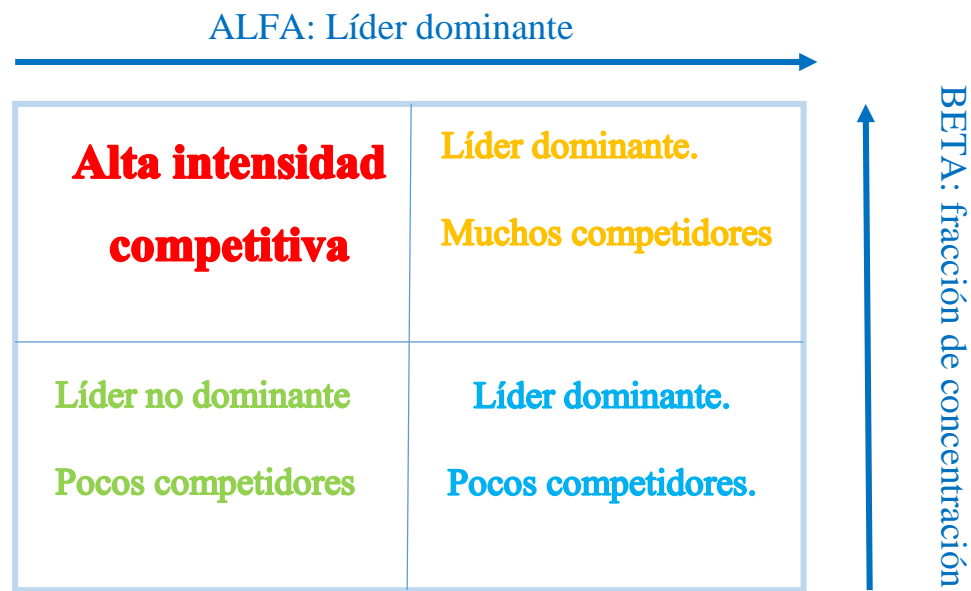 ALFA: Líder dominante
Alta intensidad
competitiva
Líder dominante.
Muchos competidores
Líder no dominante
Pocos competidores
Líder dominante.
Pocos competidores.
BETA: fracción de concentración